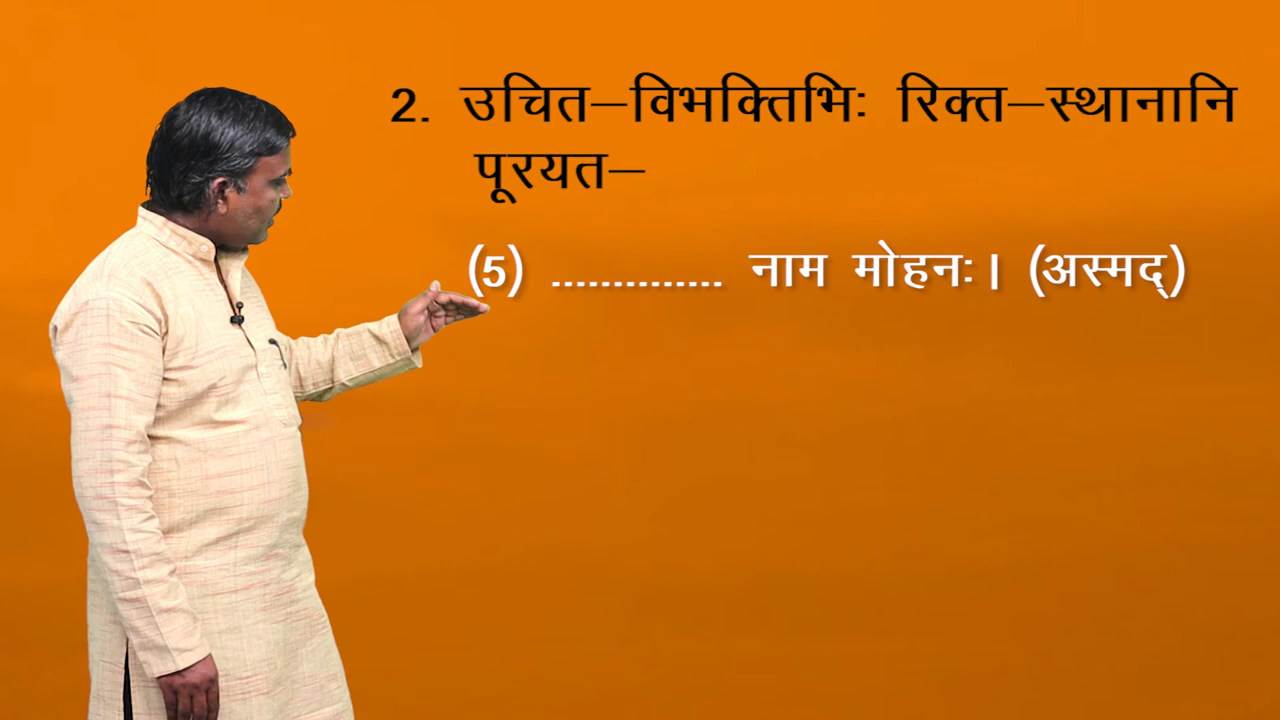 2. उचित–विभक्तिभिः रिक्त–स्थानानि
पूरयत–
(5) .............. नाम मोहनः। (अस्मद्)